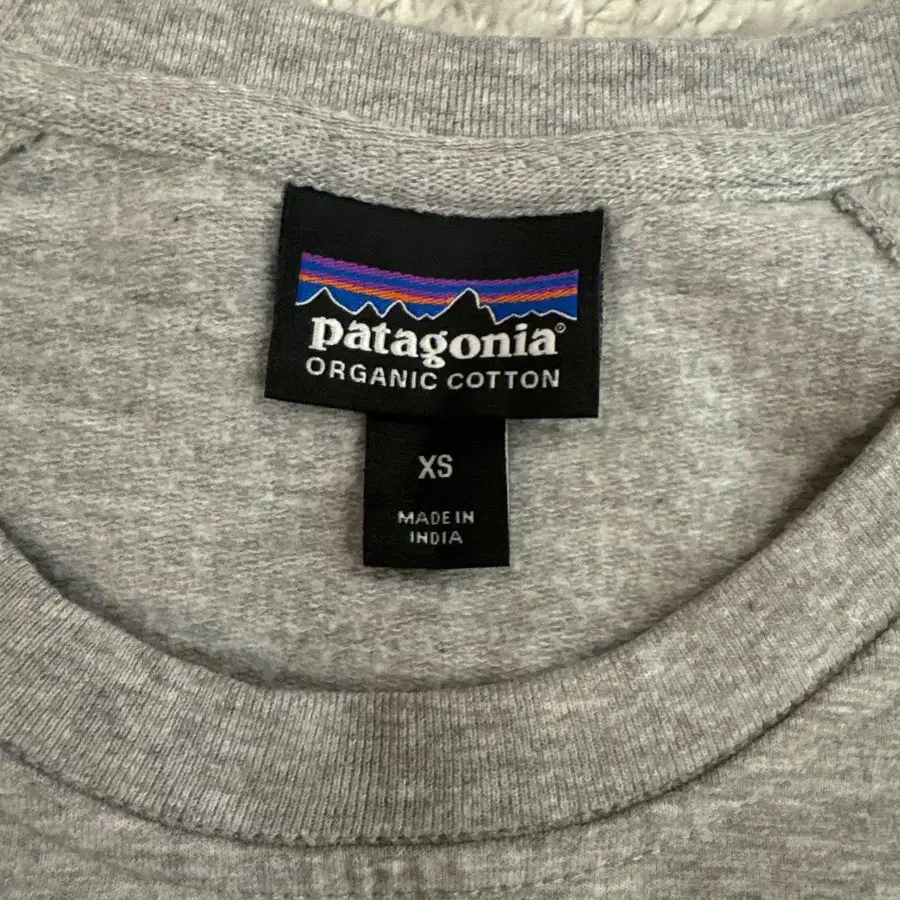 patagonia®
ORGANIC COTTON
XS
MADE IN
INDIA